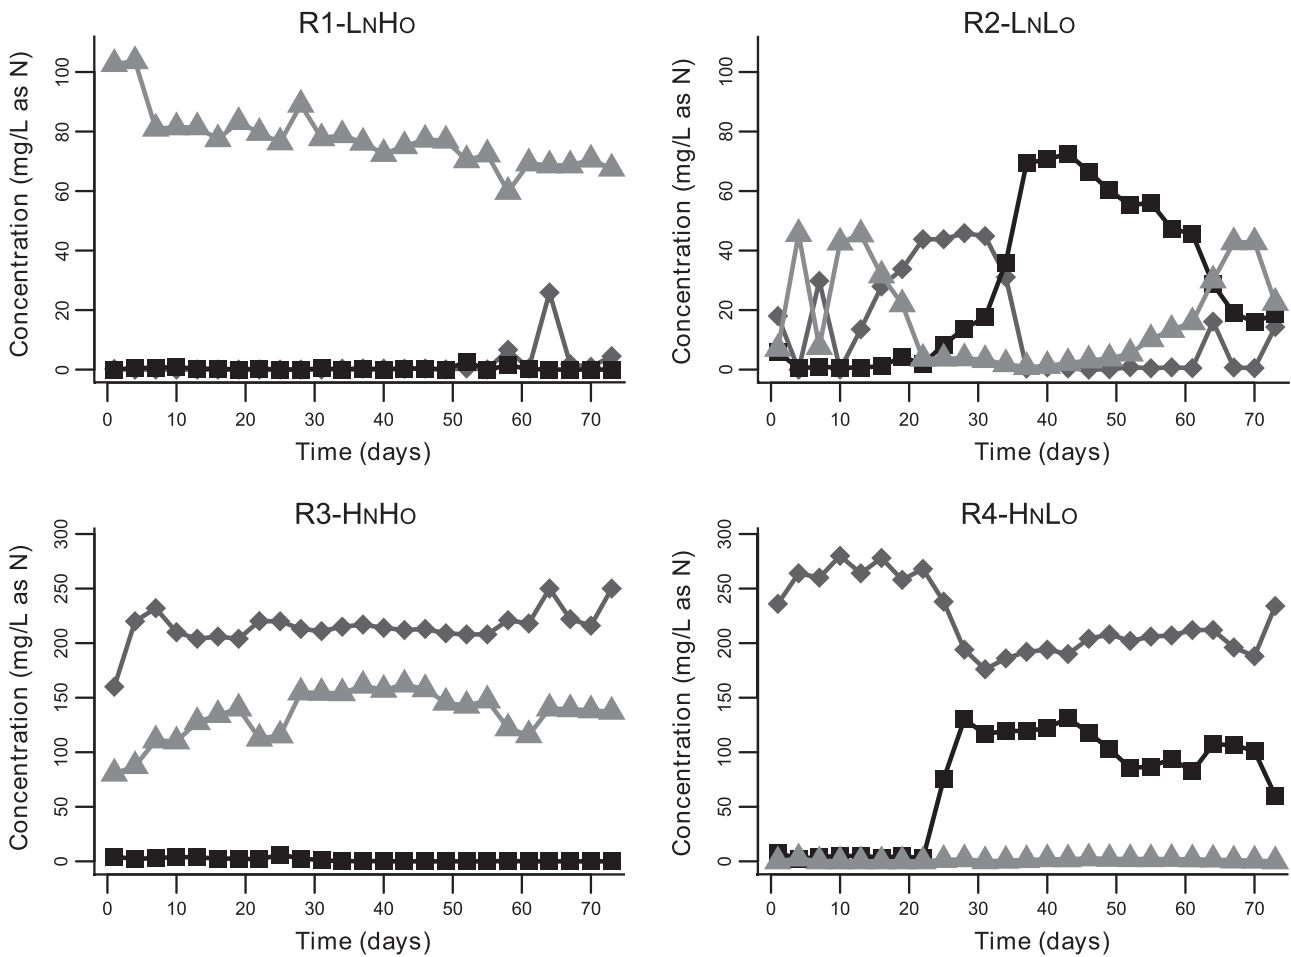 R1-LNHO
Concentration (mg/L as N)
0 20 40 60 80 100
0 10 20 30 40 50 60 70
Time (days)
R2-LNLO
Concentration (mg/L as N)
0 20 40 60 80 100
0 10 20 30 40 50 60 70
Time (days)
R3-HNHO
Concentration (mg/L as N)
0 50 100 150 200 250 300
0 10 20 30 40 50 60 70
Time (days)
R4-HNLO
Concentration (mg/L as N)
0 50 100 150 200 250 300
0 10 20 30 40 50 60 70
Time (days)